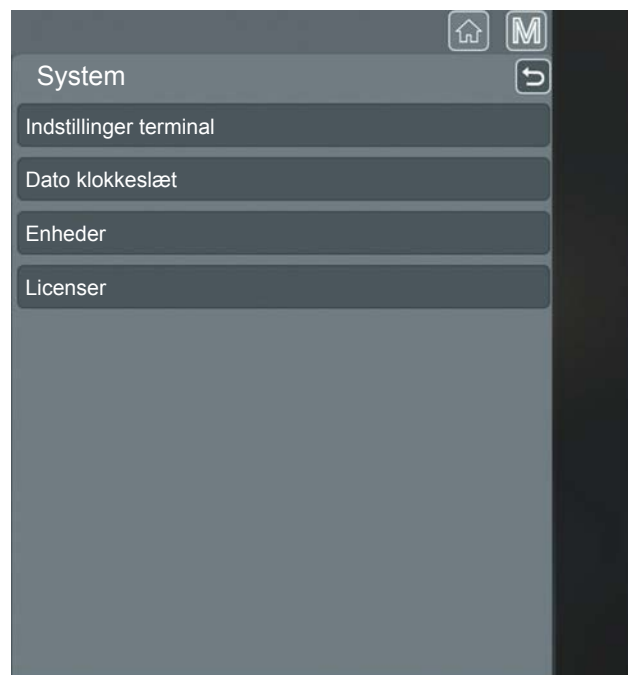 M
System
Indstillinger terminal
Dato klokkeslæt
Enheder
Licenser